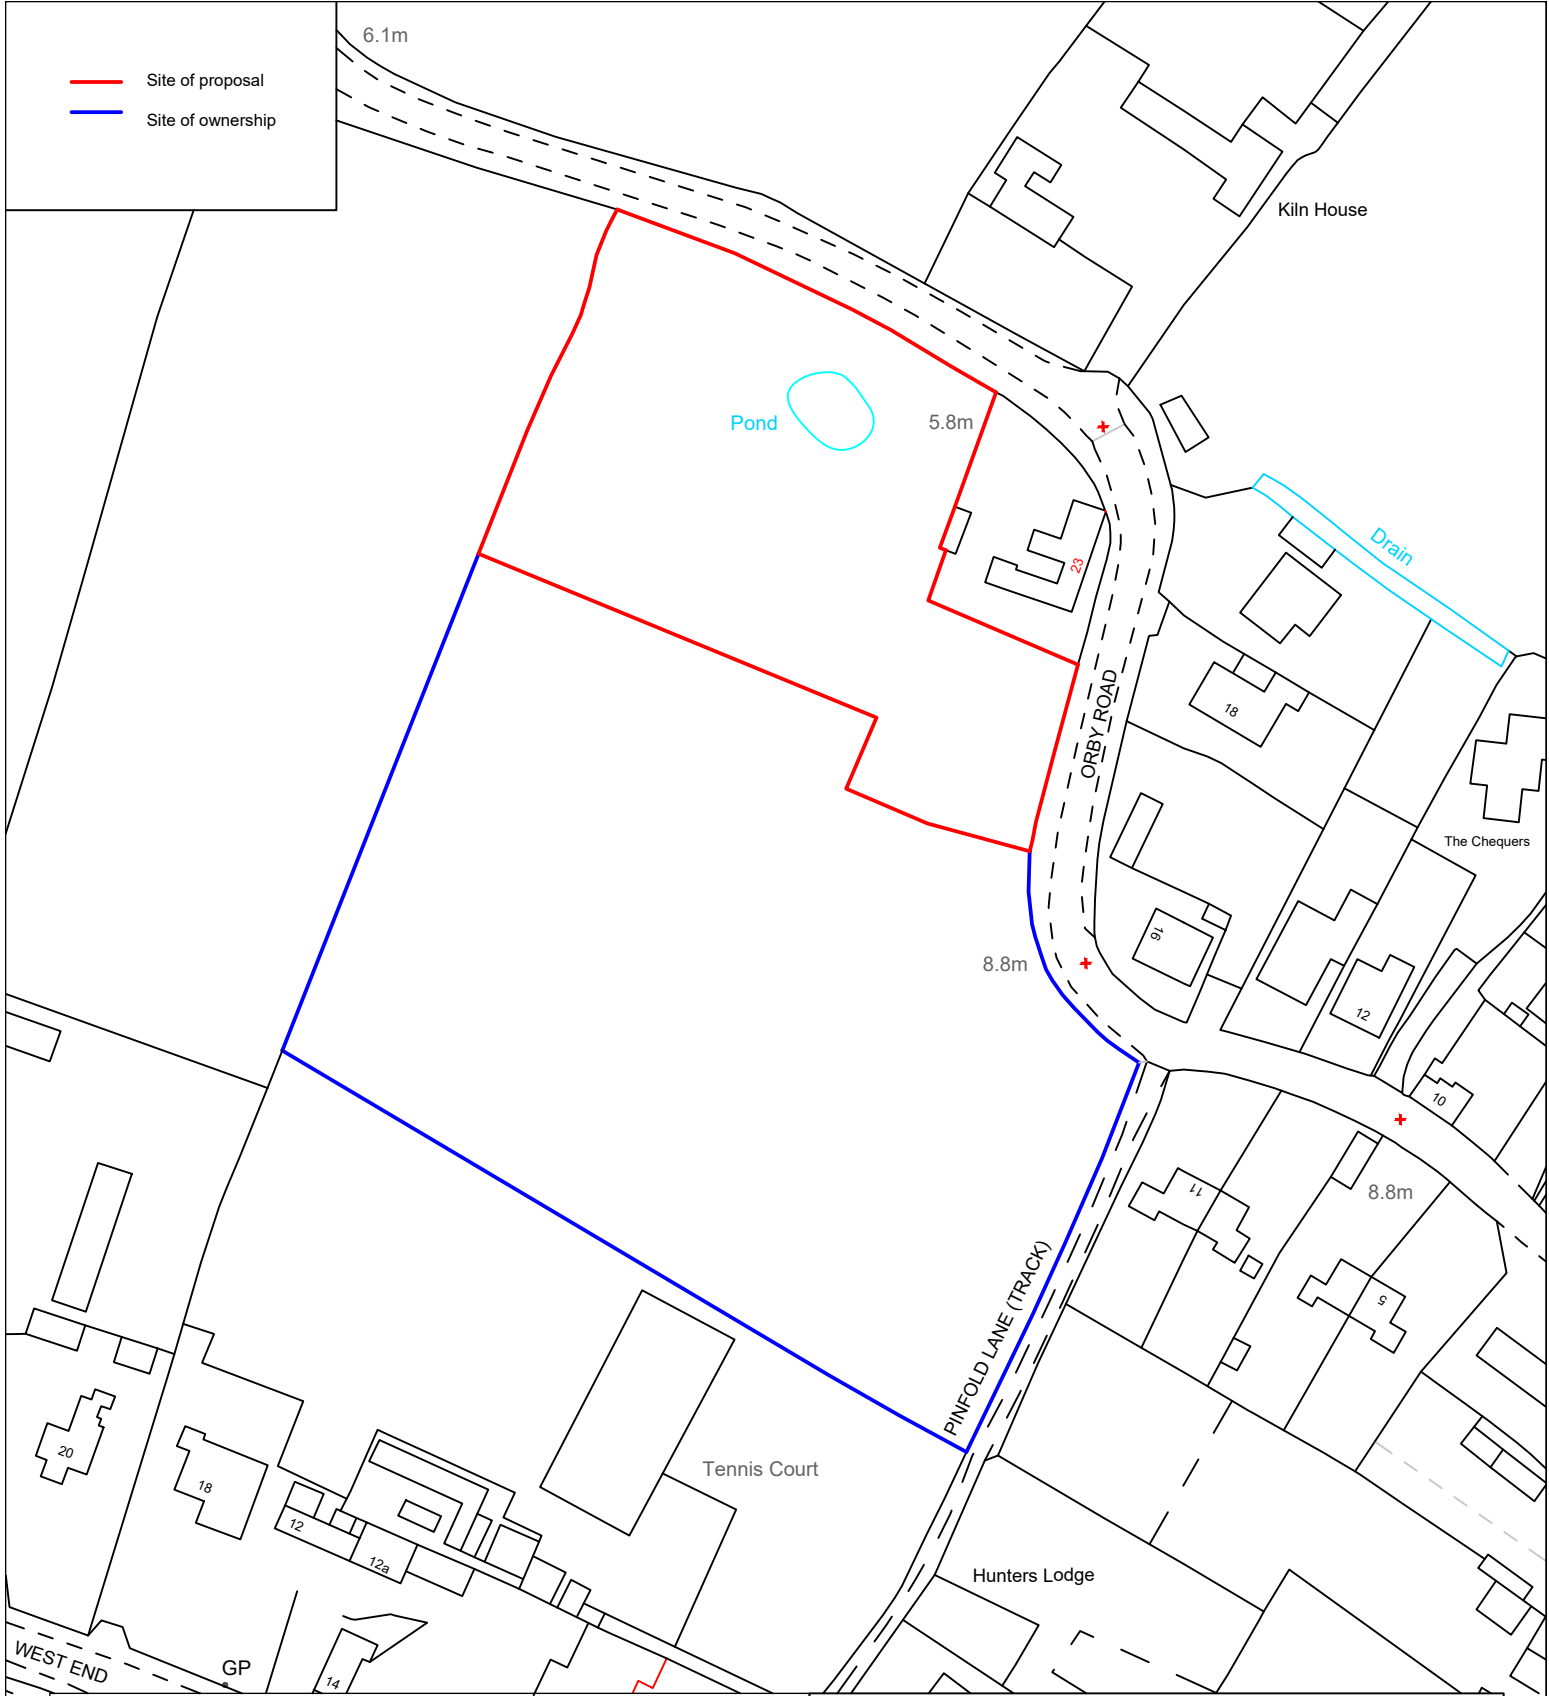 6.1m
Site of proposal
Site of ownership
Kiln House
Pond
5.8m
Drain
23
ORBY ROAD
18
The Chequers
16
8.8m
12
10
11
8.8m
5
PINFOLD LANE (TRACK)
20
18
Tennis Court
12
12a
Hunters Lodge
WEST END
GP
14